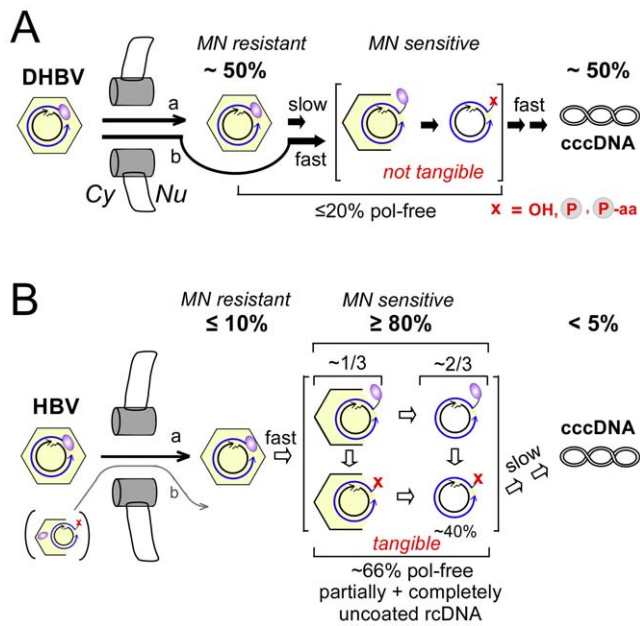 A
MN resistant
MN sensitive
DHBV
~ 50%
~ 50%
a
slow
fast
x
b
fast
cccDNA
Cy
Nu
not tangible
≤20% pol-free
x = OH, P , P-aa
B
MN resistant
MN sensitive
≤ 10%
≥ 80%
< 5%
~1/3
~2/3
HBV
cccDNA
a
fast
slow
b
x
x
x
~40%
tangible
~66% pol-free
partially + completely
uncoated rcDNA